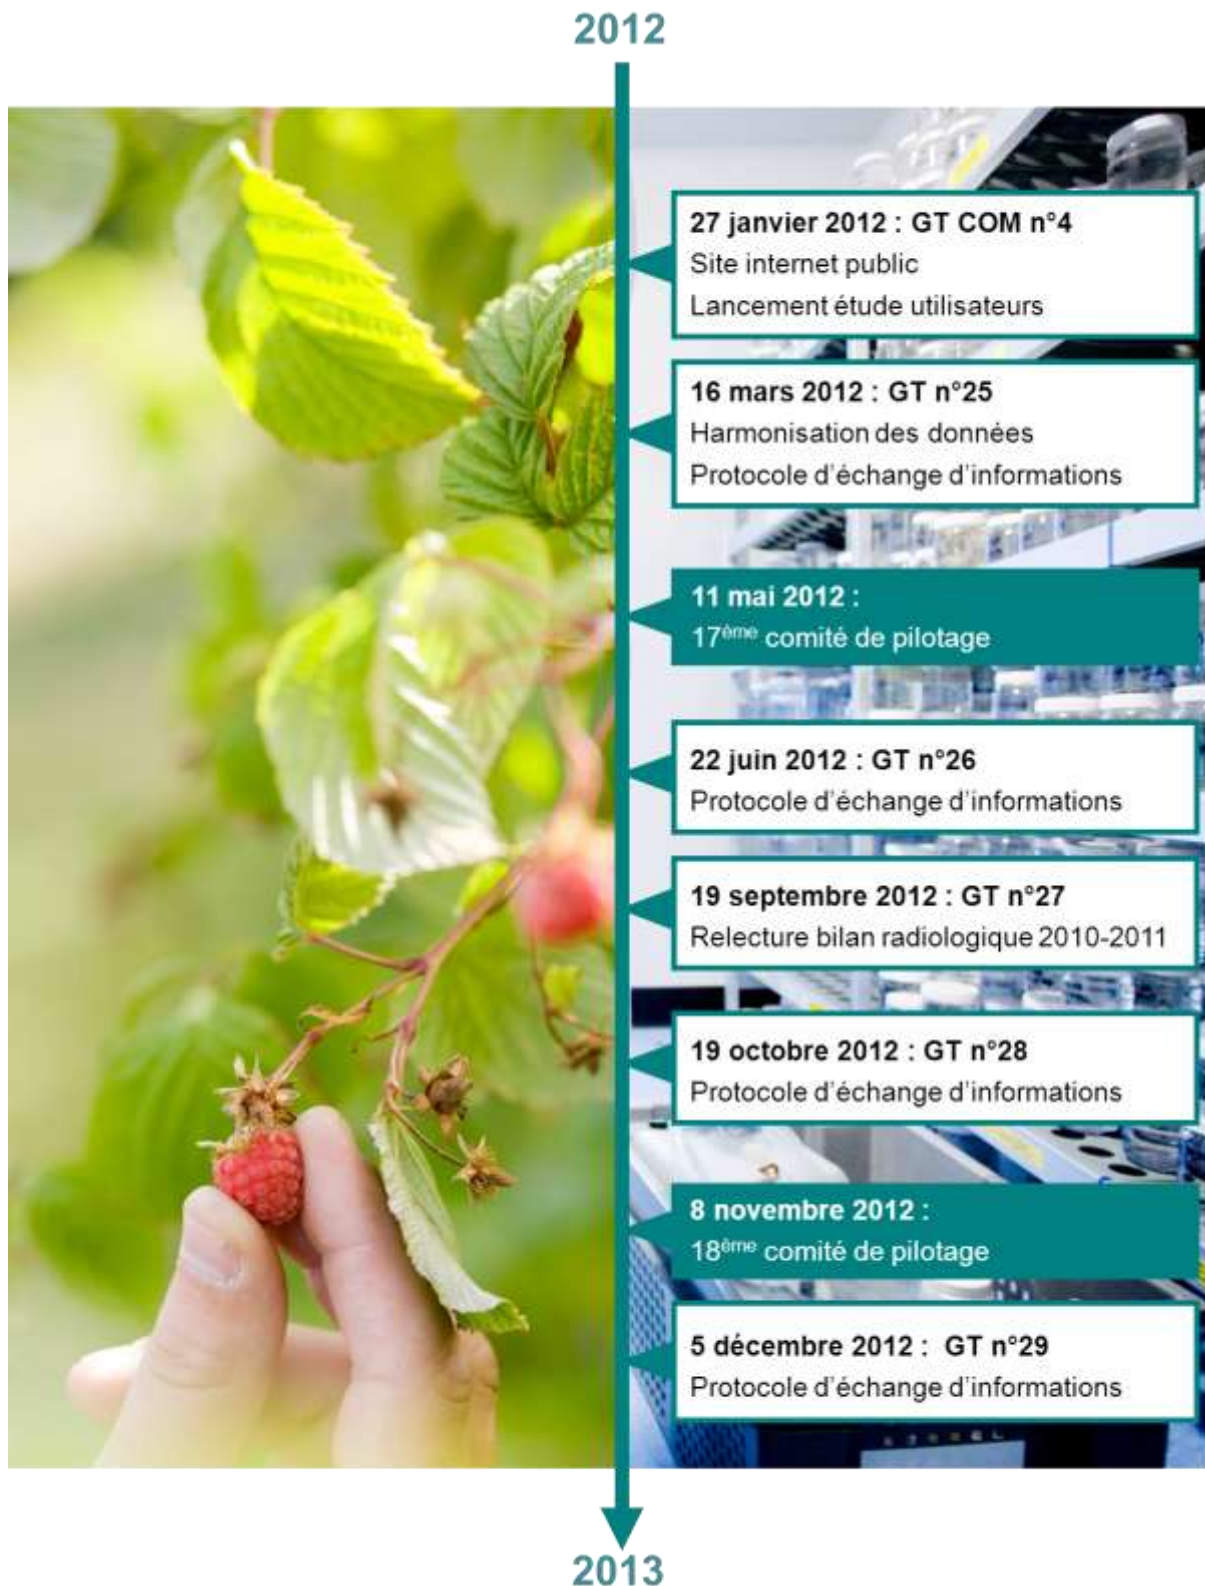 2012
27 janvier 2012 : GT COM n°4
Site internet public
Lancement étude utilisateurs
16 mars 2012 : GT n°25
Harmonisation des données
Protocole d'échange d'informations
11 mai 2012 :
17ème comité de pilotage
22 juin 2012 : GT n°26
Protocole d'échange d'informations
19 septembre 2012 : GT n°27
Relecture bilan radiologique 2010-2011
19 octobre 2012 : GT n°28
Protocole d'échange d'informations
8 novembre 2012 :
18ème comité de pilotage
5 décembre 2012 :  GT n°29
Protocole d'échange d'informations
2013